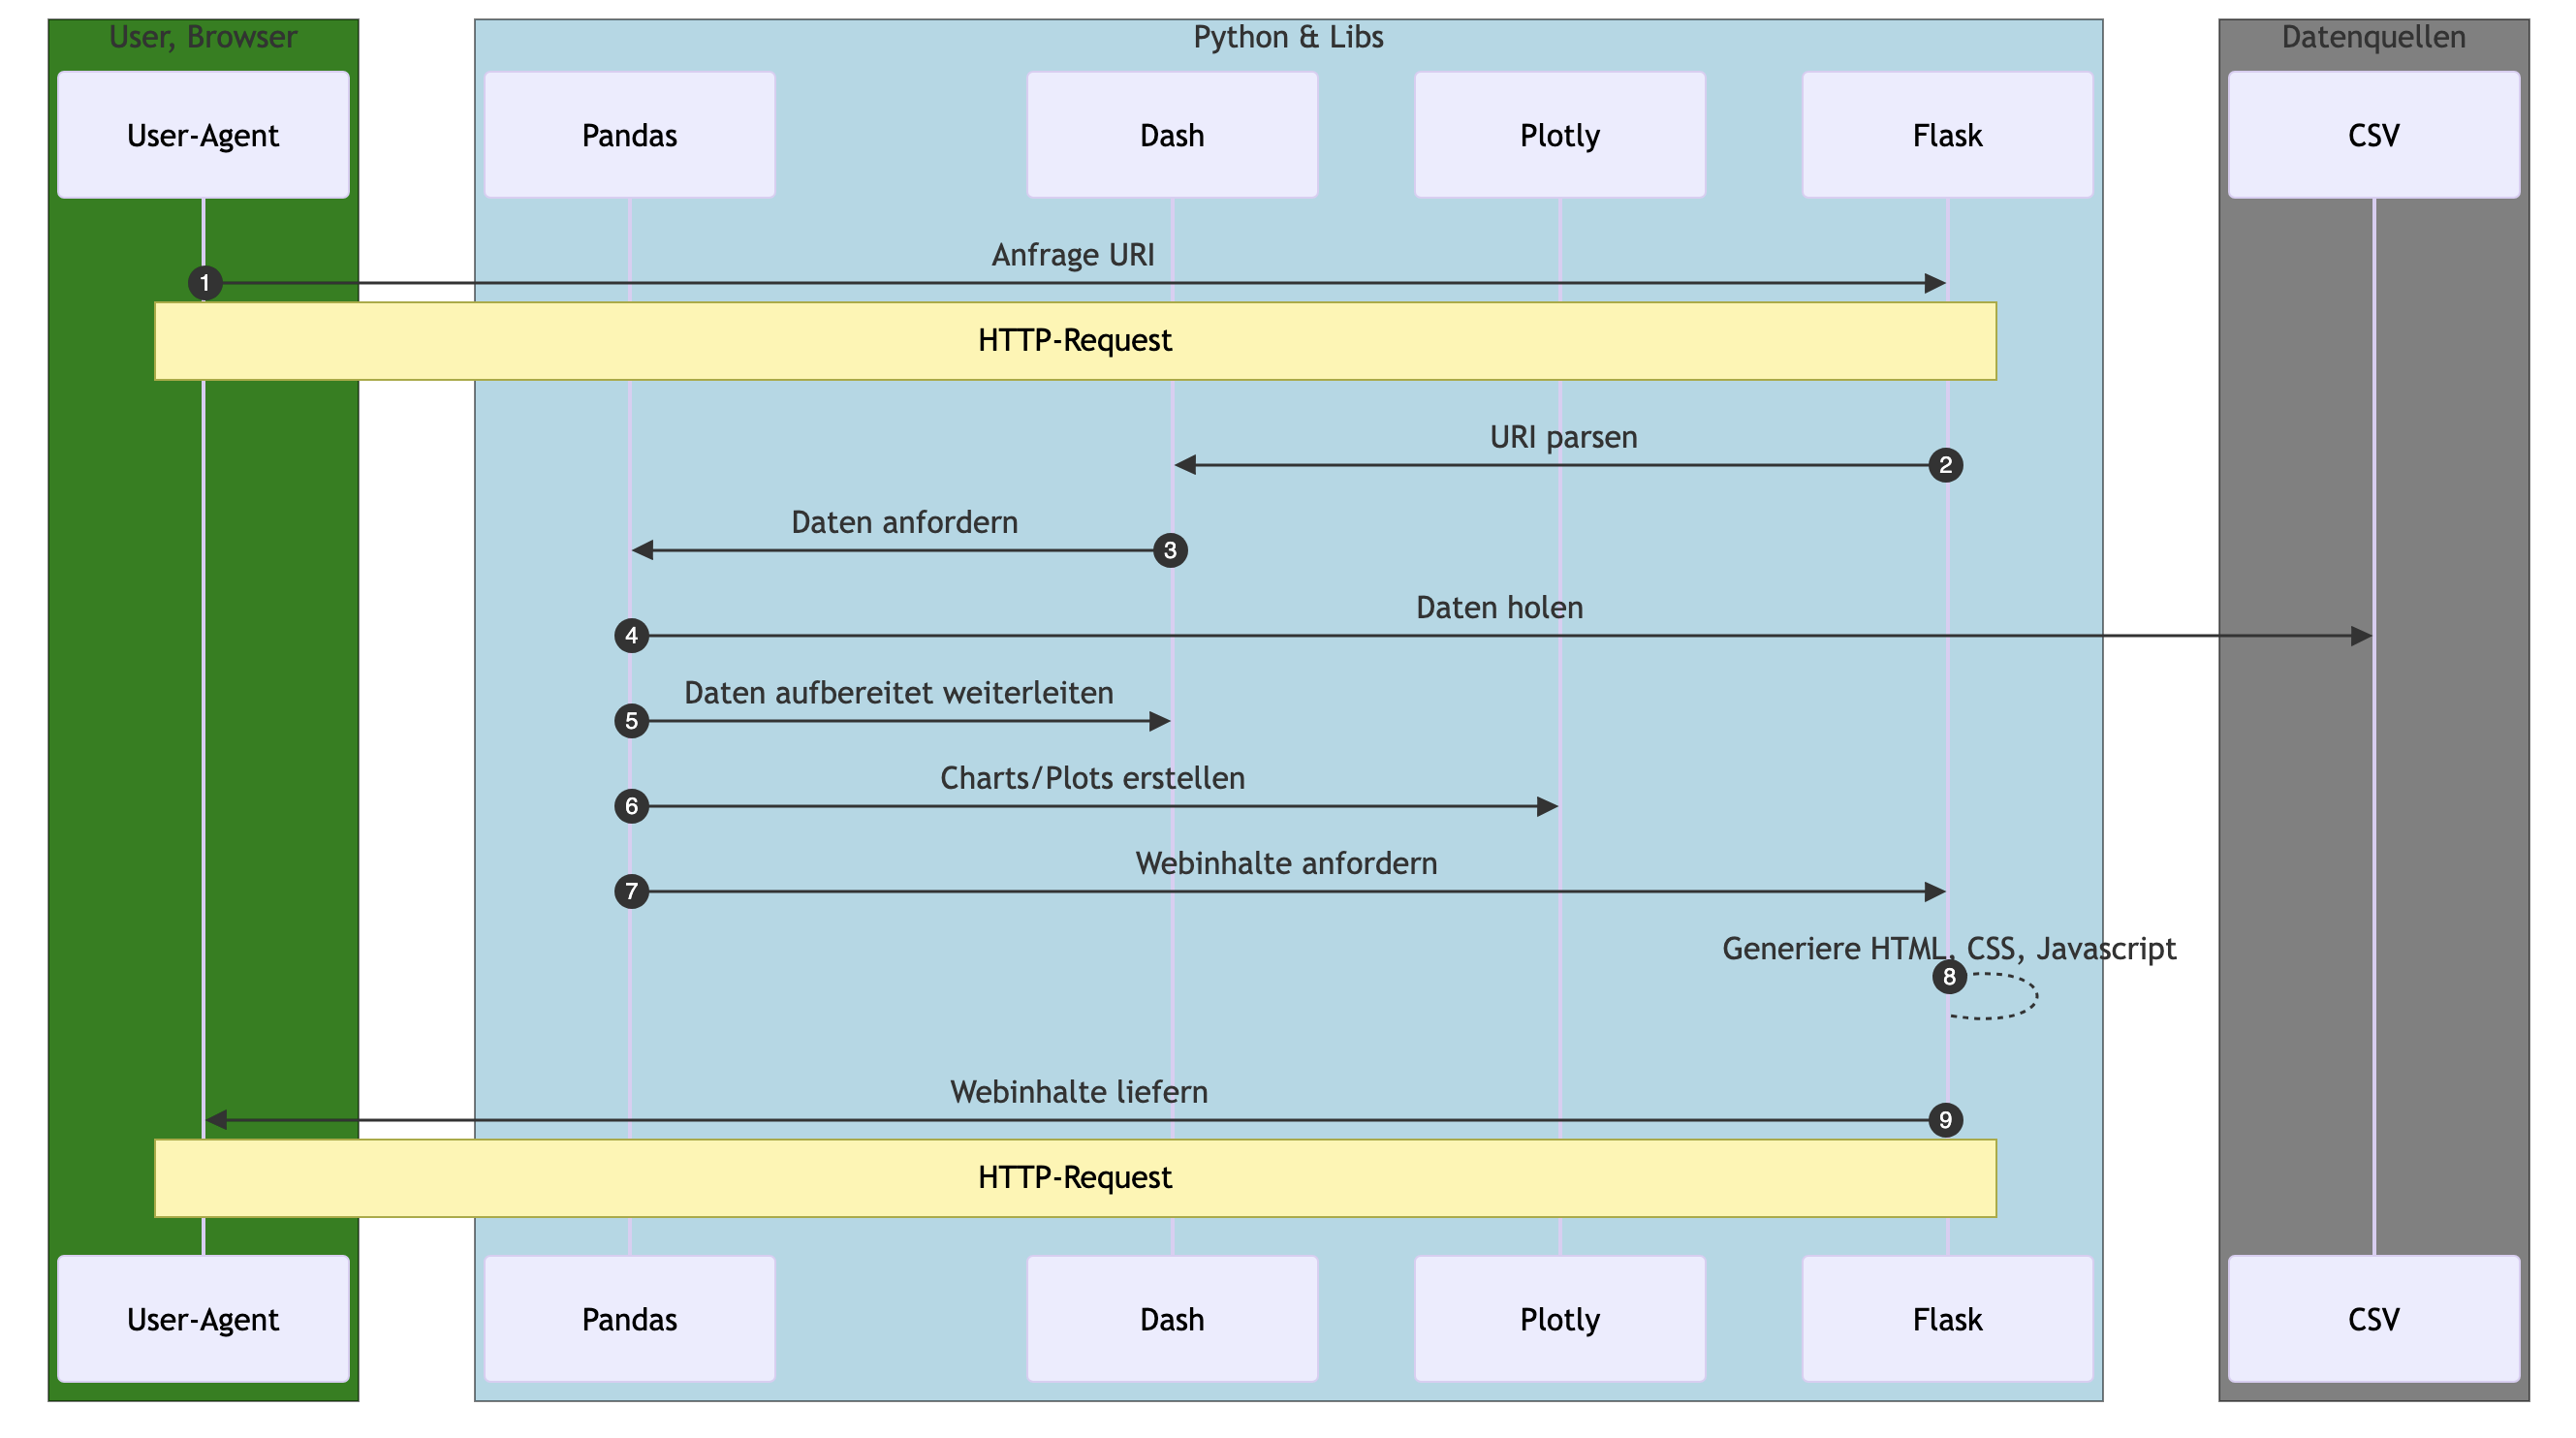 User, Browser
Python & Libs
Datenquellen
User-Agent
Pandas
Dash
Plotly
Flask
CSV
Anfrage URI
1
HTTP-Request
URI parsen
2
Daten anfordern
3
Daten holen
4
Daten aufbereitet weiterleiten
5
Charts/Plots erstellen
6
Webinhalte anfordern
7
Generiere HTML, CSS, Javascript
8
Webinhalte liefern
9
HTTP-Request
User-Agent
Pandas
Dash
Plotly
Flask
CSV